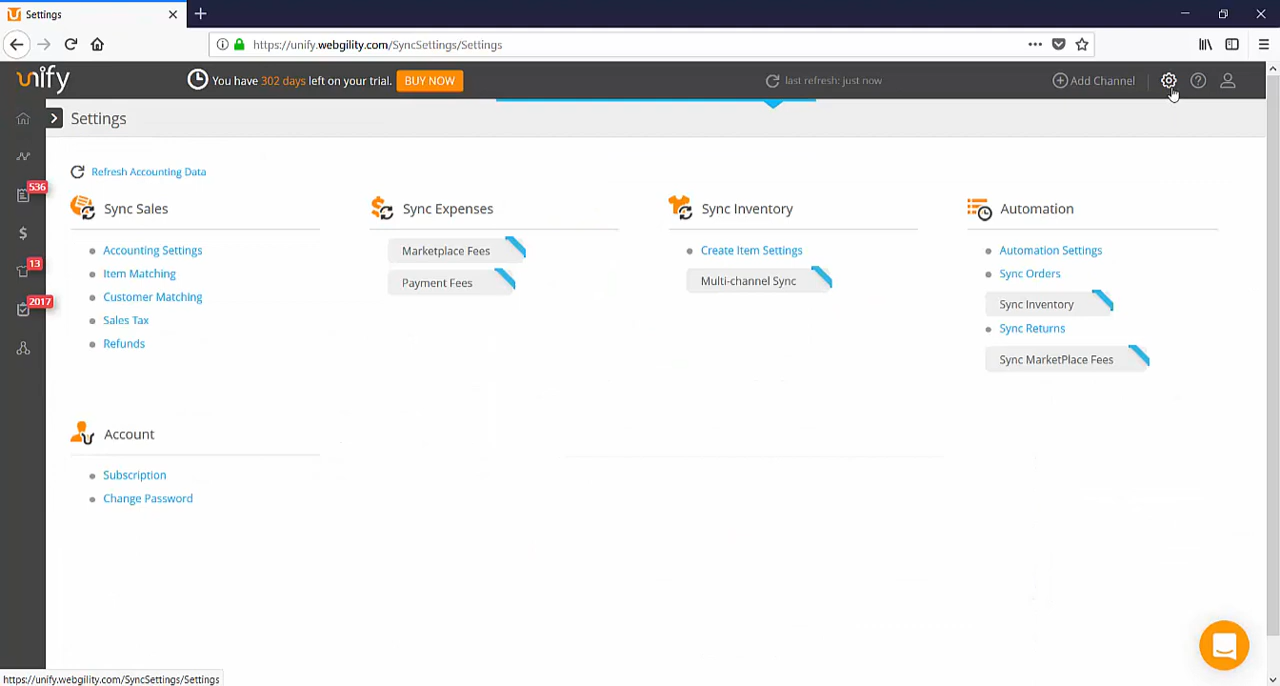 Settings
https://unify.webgility.com/SyncSettings/Settings
unify
You have 302 days left on your trial. BUY NOW
last refresh: just now
Add Channel
Settings
Refresh Accounting Data
Sync Sales
Accounting Settings
Item Matching
Customer Matching
Sales Tax
Refunds
Sync Expenses
Marketplace Fees
Payment Fees
Sync Inventory
Create Item Settings
Multi-channel Sync
Automation
Automation Settings
Sync Orders
Sync Inventory
Sync Returns
Sync MarketPlace Fees
536
13
2017
Account
Subscription
Change Password
https://unify.webgility.com/SyncSettings/Settings